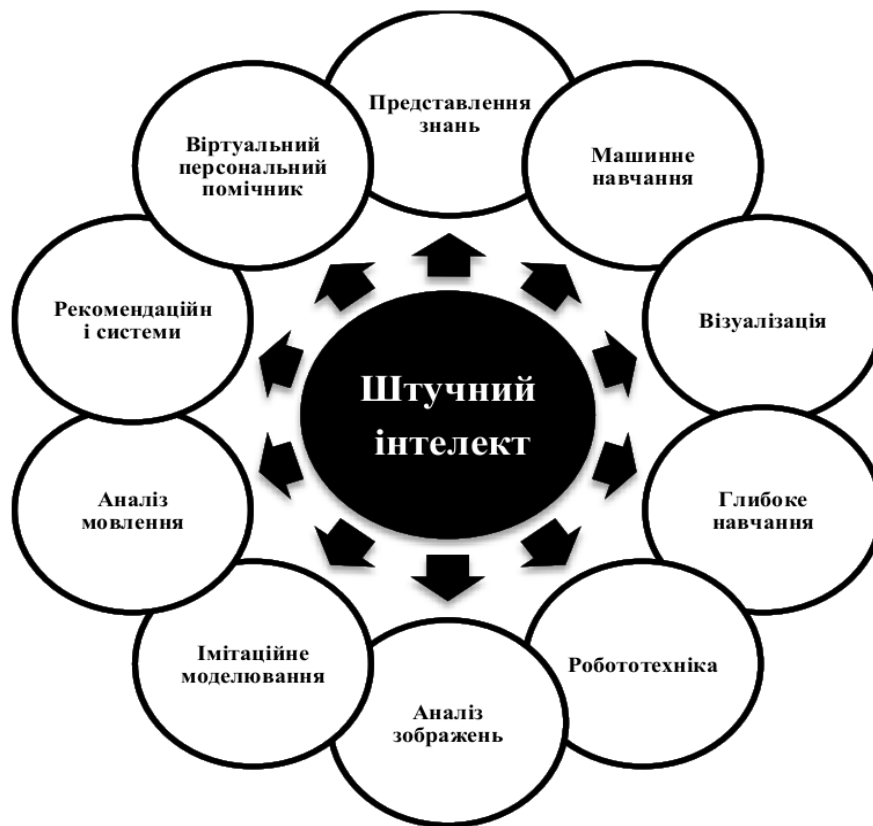 Представлення
знань
Машинне
навчання
Візуалізація
Глибоке
навчання
Робототехніка
Аналіз
зображень
Імітаційне
моделювання
Аналіз
мовлення
Рекомендаційн
і системи
Віртуальний
персональний
помічник
Штучний
інтелект